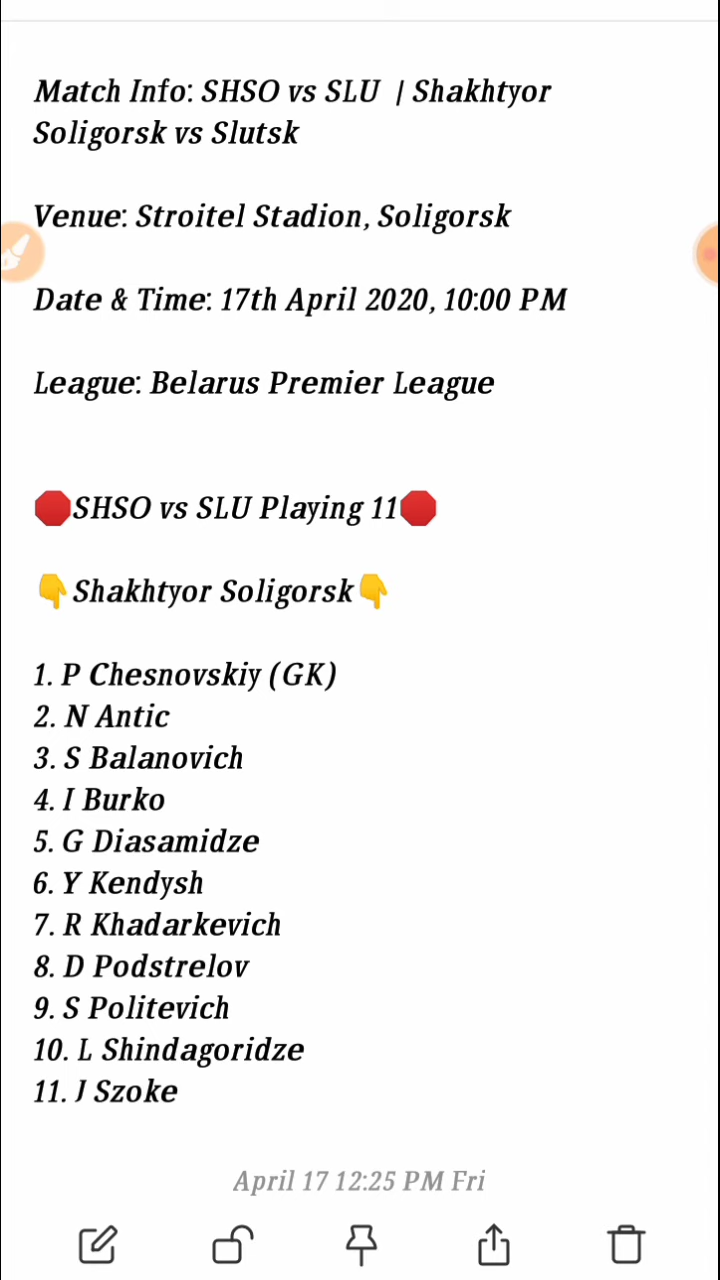 Match Info: SHSO vs SLU | Shakhtyor
Soligorsk vs Slutsk
Venue: Stroitel Stadion, Soligorsk
Date & Time: 17th April 2020, 10:00 PM
League: Belarus Premier League
🛑SHSO vs SLU Playing 11🛑
👇Shakhtyor Soligorsk👇
1. P Chesnovskiy (GK)
2. N Antic
3. S Balanovich
4. I Burko
5. G Diasamidze
6. Y Kendysh
7. R Khadarkevich
8. D Podstrelov
9. S Politevich
10. L Shindagoridze
11. J Szoke
April 17 12:25 PM Fri